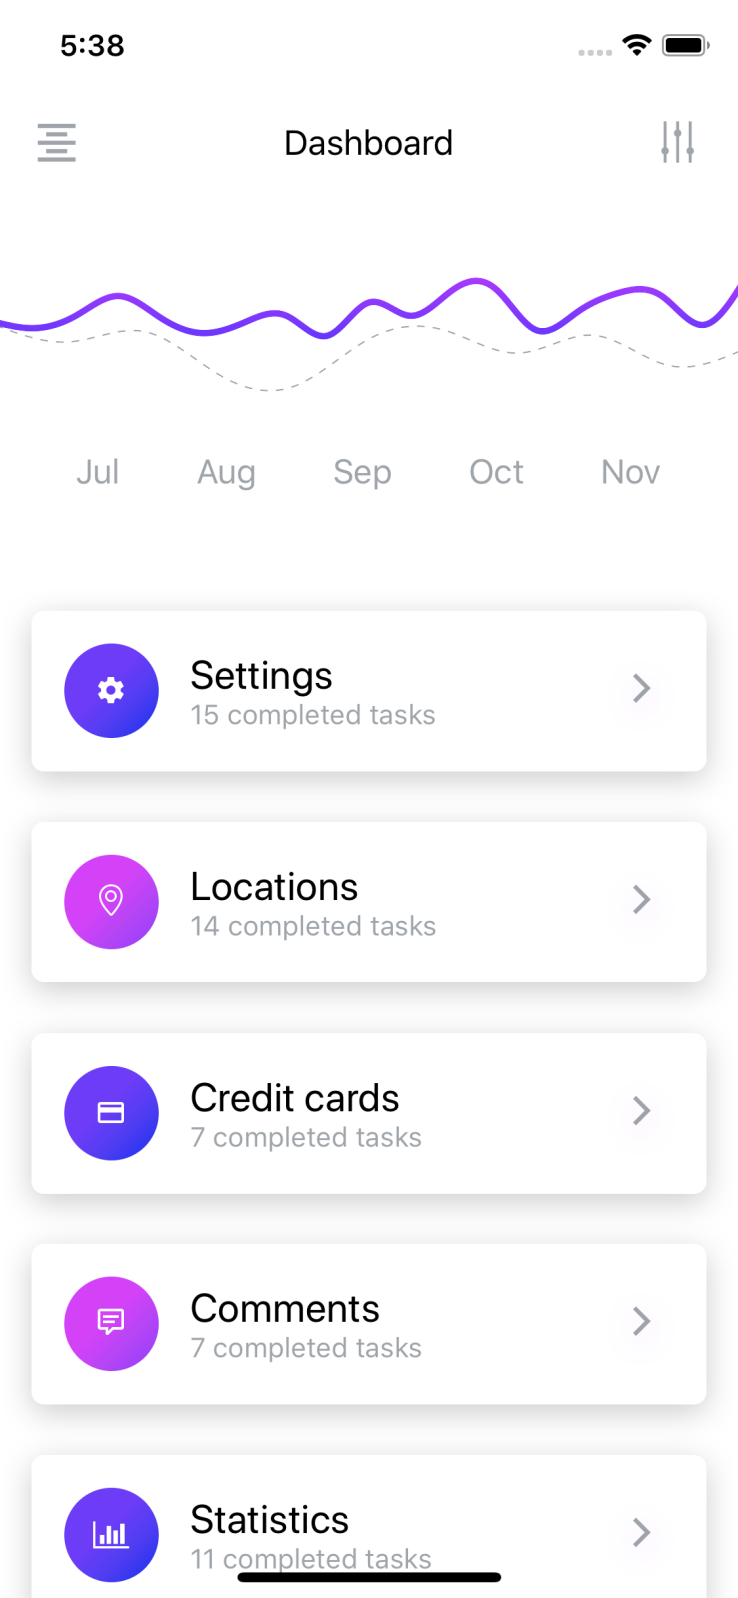 5:38
Dashboard
Jul Aug Sep Oct Nov
Settings
15 completed tasks
Locations
14 completed tasks
Credit cards
7 completed tasks
Comments
7 completed tasks
Statistics
11 completed tasks